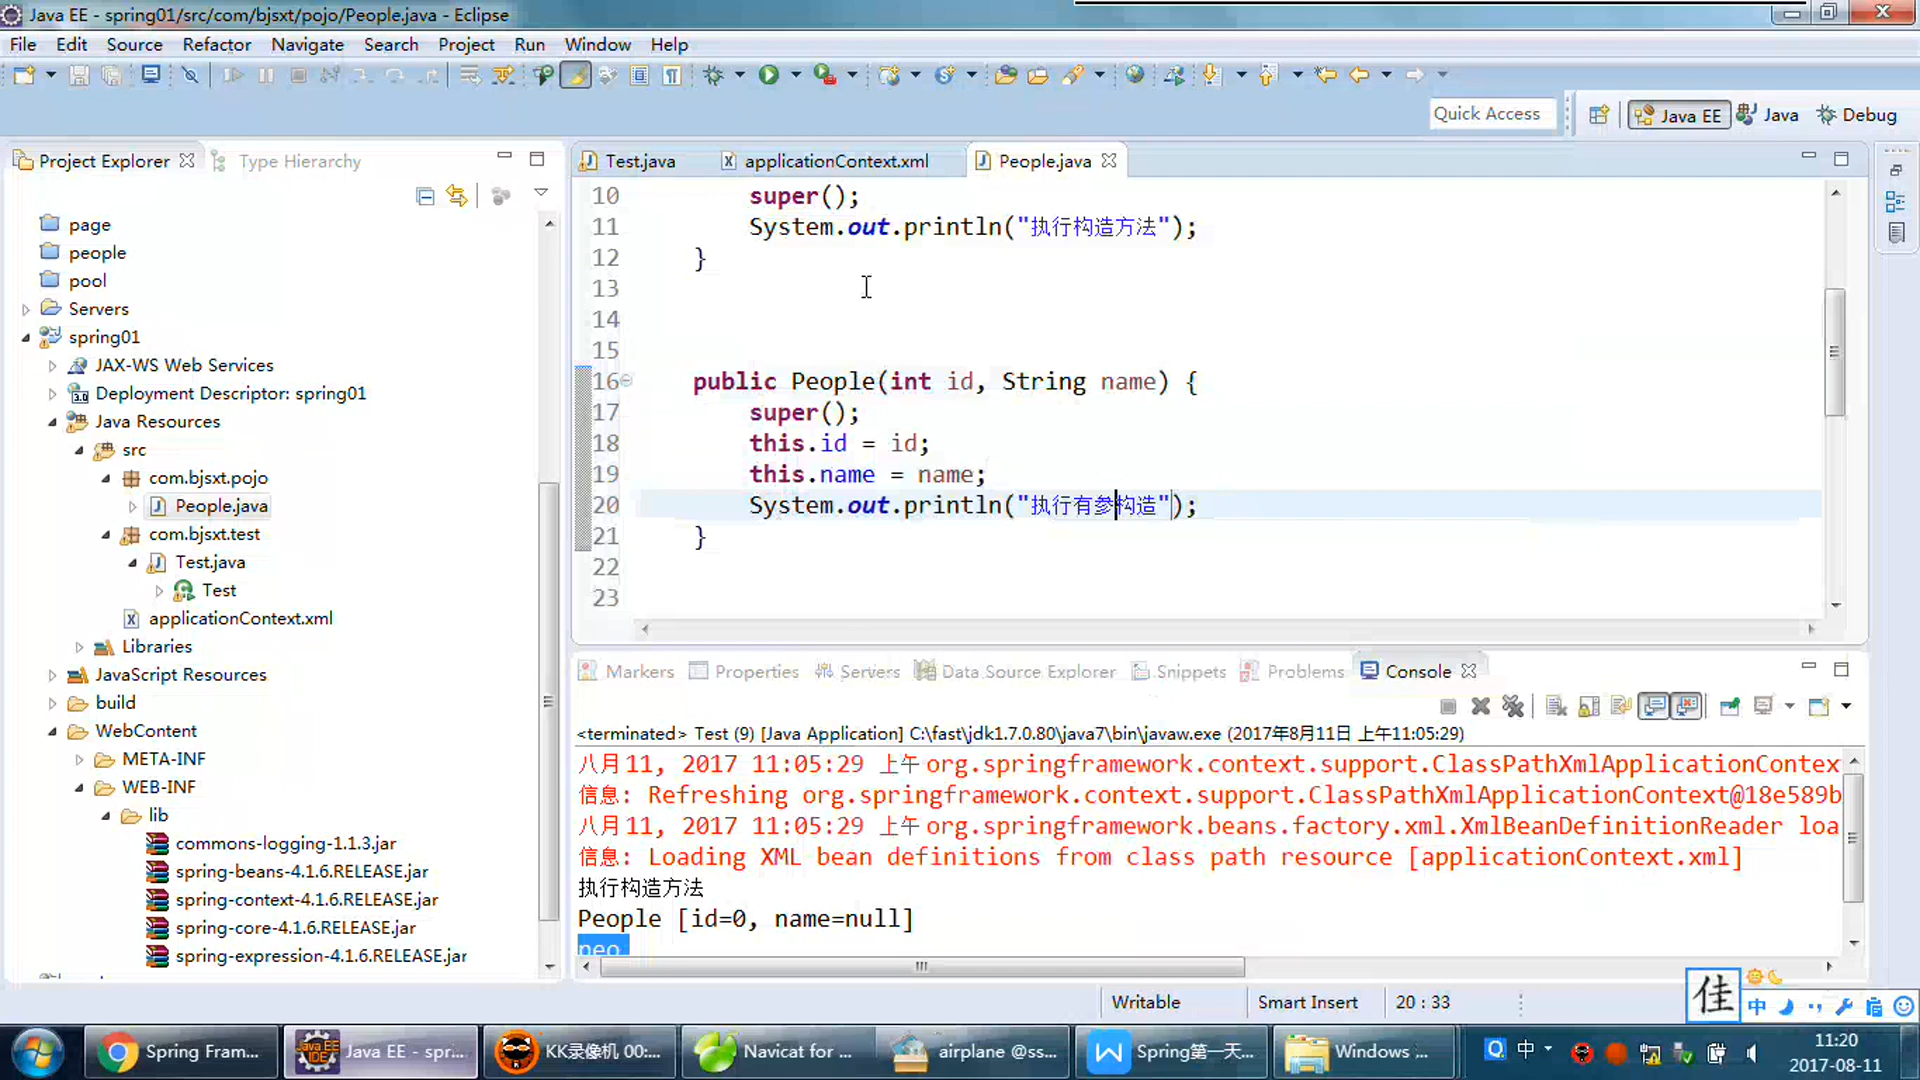 Java EE - spring01/src/com/bjsxt/pojo/People.java - Eclipse
File Edit Source Refactor Navigate Search Project Run Window Help
Quick Access Java EE Java Debug
Project Explorer Type Hierarchy
page
people
pool
Servers
spring01
JAX-WS Web Services
Deployment Descriptor: spring01
Java Resources
src
com.bjsxt.pojo
People.java
com.bjsxt.test
Test.java
Test
applicationContext.xml
Libraries
JavaScript Resources
build
WebContent
META-INF
WEB-INF
lib
commons-logging-1.1.3.jar
spring-beans-4.1.6.RELEASE.jar
spring-context-4.1.6.RELEASE.jar
spring-core-4.1.6.RELEASE.jar
spring-expression-4.1.6.RELEASE.jar
Test.java applicationContext.xml People.java
10 super();
11 System.out.println("执行构造方法");
12 }
13
14
15
16 public People(int id, String name) {
17 super();
18 this.id = id;
19 this.name = name;
20 System.out.println("执行有参构造");
21 }
22
23
Markers Properties Servers Data Source Explorer Snippets Problems Console
<terminated> Test (9) [Java Application] C:\fast\jdk1.7.0.80\java7\bin\javaw.exe (2017年8月11日 上午11:05:29)
八月 11, 2017 11:05:29 上午 org.springframework.context.support.ClassPathXmlApplicationContex
信息: Refreshing org.springframework.context.support.ClassPathXmlApplicationContext@18e589b
八月 11, 2017 11:05:29 上午 org.springframework.beans.factory.xml.XmlBeanDefinitionReader loa
信息: Loading XML bean definitions from class path resource [applicationContext.xml]
执行构造方法
People [id=0, name=null]
neo
Writable Smart Insert 20 : 33
佳 中
Spring Fram... Java EE - spr... KK录像机 00:... Navicat for ... airplane @ss... Spring第一天... Windows ... 中 11:20
2017-08-11